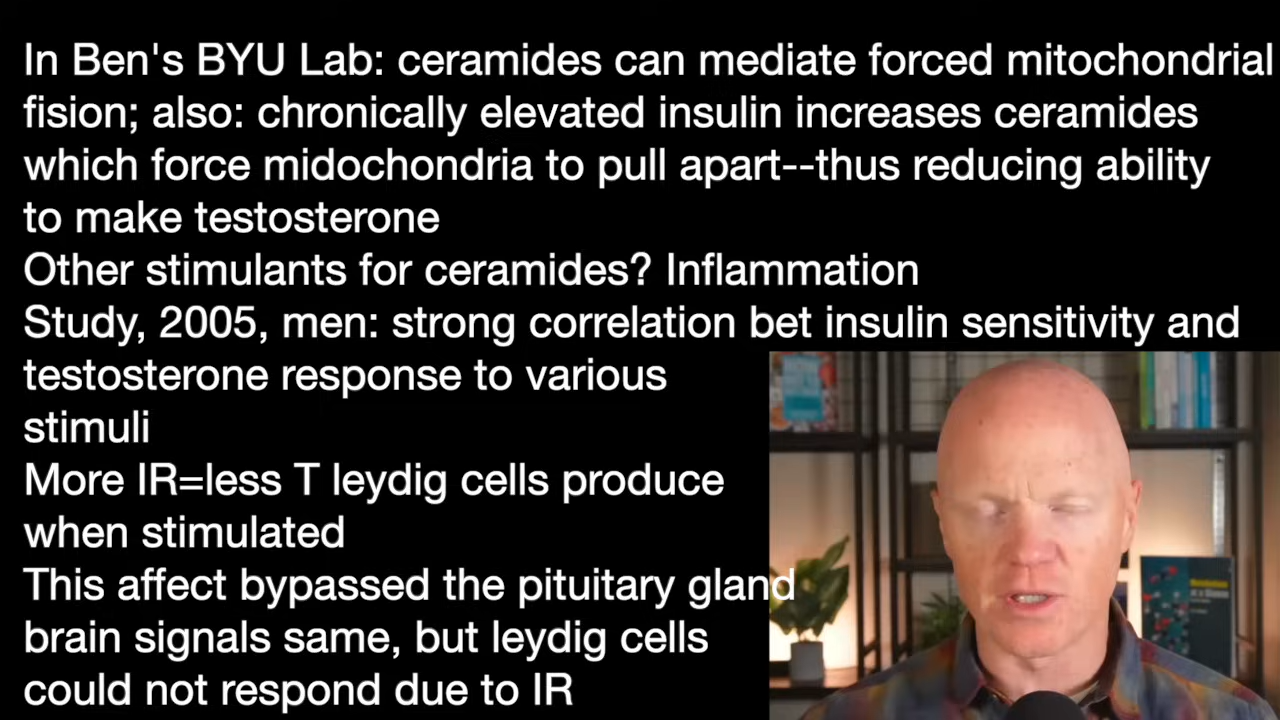 In Ben's BYU Lab: ceramides can mediate forced mitochondrial
fision; also: chronically elevated insulin increases ceramides
which force midochondria to pull apart--thus reducing ability
to make testosterone
Other stimulants for ceramides? Inflammation
Study, 2005, men: strong correlation bet insulin sensitivity and
testosterone response to various
stimuli
More IR=less T leydig cells produce
when stimulated
This affect bypassed the pituitary gland
brain signals same, but leydig cells
could not respond due to IR